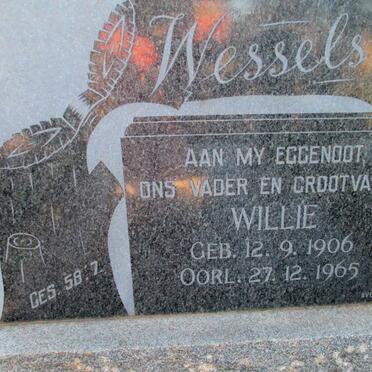 Wessels
AAN MY EGGENOOT,
ONS VADER EN GROOTVA
WILLIE
GEB. 12. 9. 1906
OORL. 27. 12. 1965
GES. 58:7.